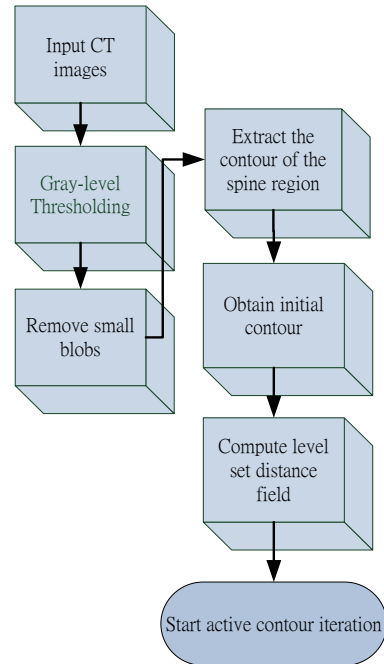 Input CT
images
Gray-level
Thresholding
Remove small
blobs
Extract the
contour of the
spine region
Obtain initial
contour
Compute level
set distance
field
Start active contour iteration